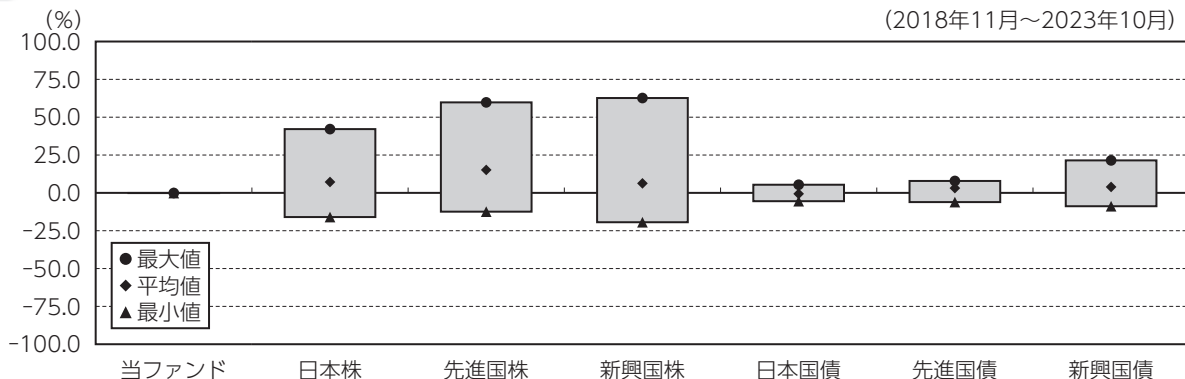 (%)
(2018年11月～2023年10月)
100.0
75.0
50.0
25.0
0.0
-25.0
-50.0
-75.0
-100.0
●最大値
◆平均値
▲最小値
当ファンド 日本株 先進国株 新興国株 日本国債 先進国債 新興国債